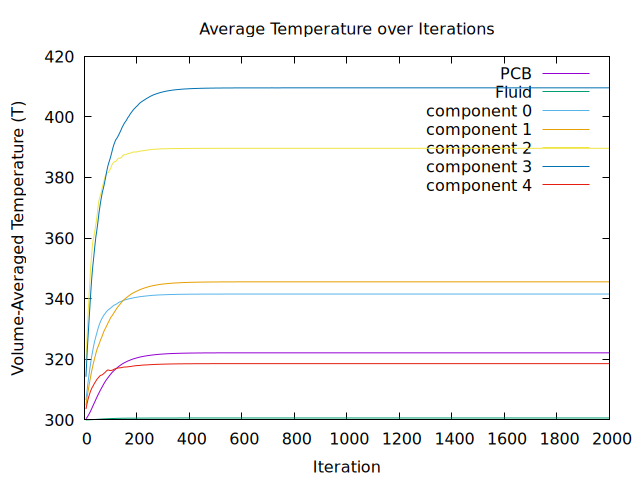 Average Temperature over Iterations
420
400
380
360
340
320
300
Volume-Averaged Temperature (T)
PCB
Fluid
component 0
component 1
component 2
component 3
component 4
0 200 400 600 800 1000 1200 1400 1600 1800 2000
Iteration